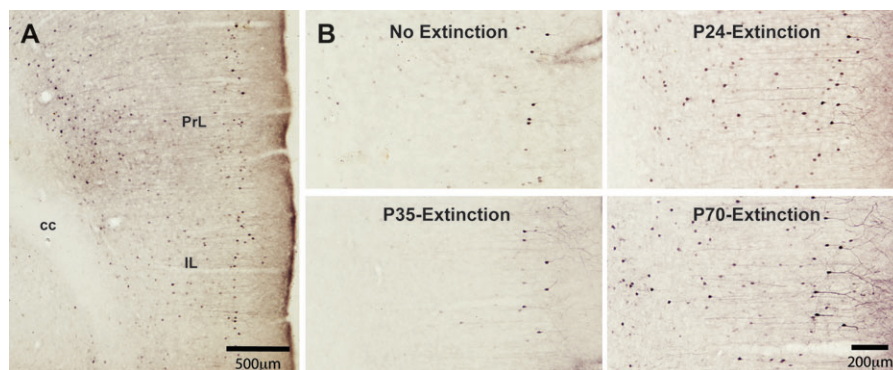 A
B
No Extinction
P24-Extinction
PrL
P35-Extinction
P70-Extinction
cc
IL
500μm
200μm